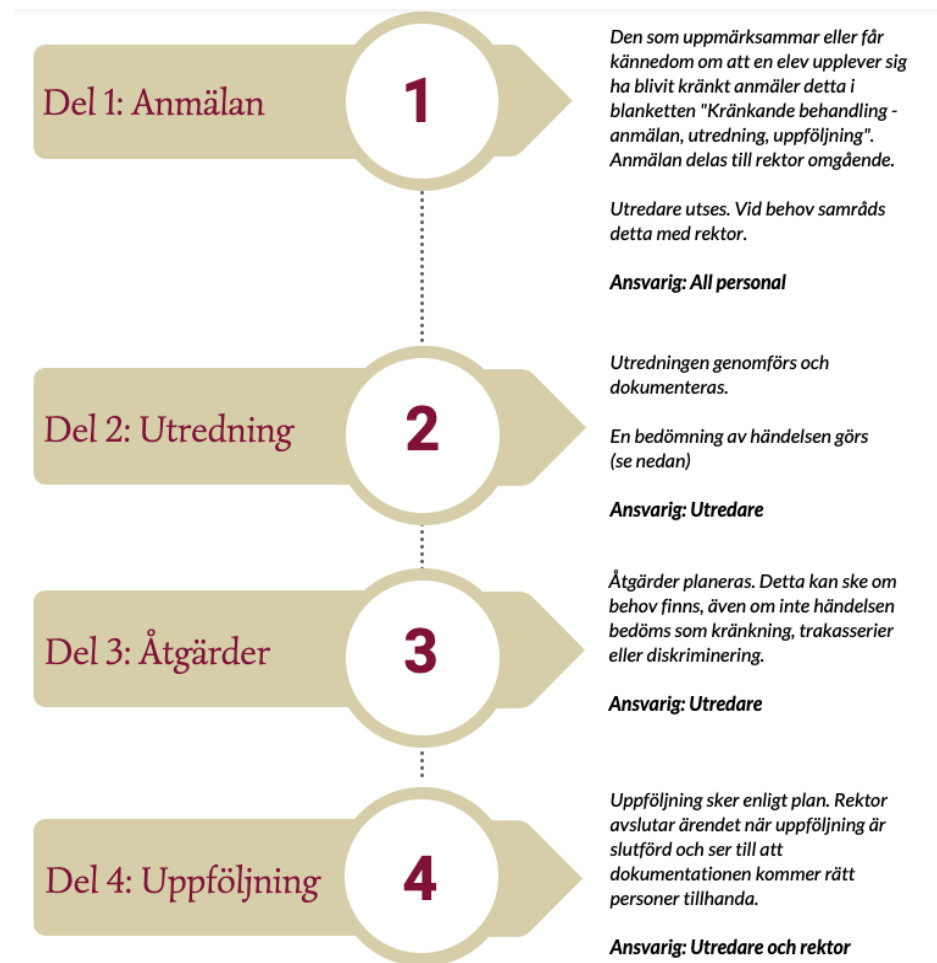 Del 1: Anmälan
1
Den som uppmärksammar eller får
kännedom om att en elev upplever sig
ha blivit kränkt anmäler detta i
blanketten "Kränkande behandling -
anmälan, utredning, uppföljning".
Anmälan delas till rektor omgående.
Utredare utses. Vid behov samråds
detta med rektor.
Ansvarig: All personal
Del 2: Utredning
2
Utredningen genomförs och
dokumenteras.
En bedömning av händelsen görs
(se nedan)
Ansvarig: Utredare
Del 3: Åtgärder
3
Åtgärder planeras. Detta kan ske om
behov finns, även om inte händelsen
bedöms som kränkning, trakasserier
eller diskriminering.
Ansvarig: Utredare
Del 4: Uppföljning
4
Uppföljning sker enligt plan. Rektor
avslutar ärendet när uppföljning är
slutförd och ser till att
dokumentationen kommer rätt
personer tillhanda.
Ansvarig: Utredare och rektor